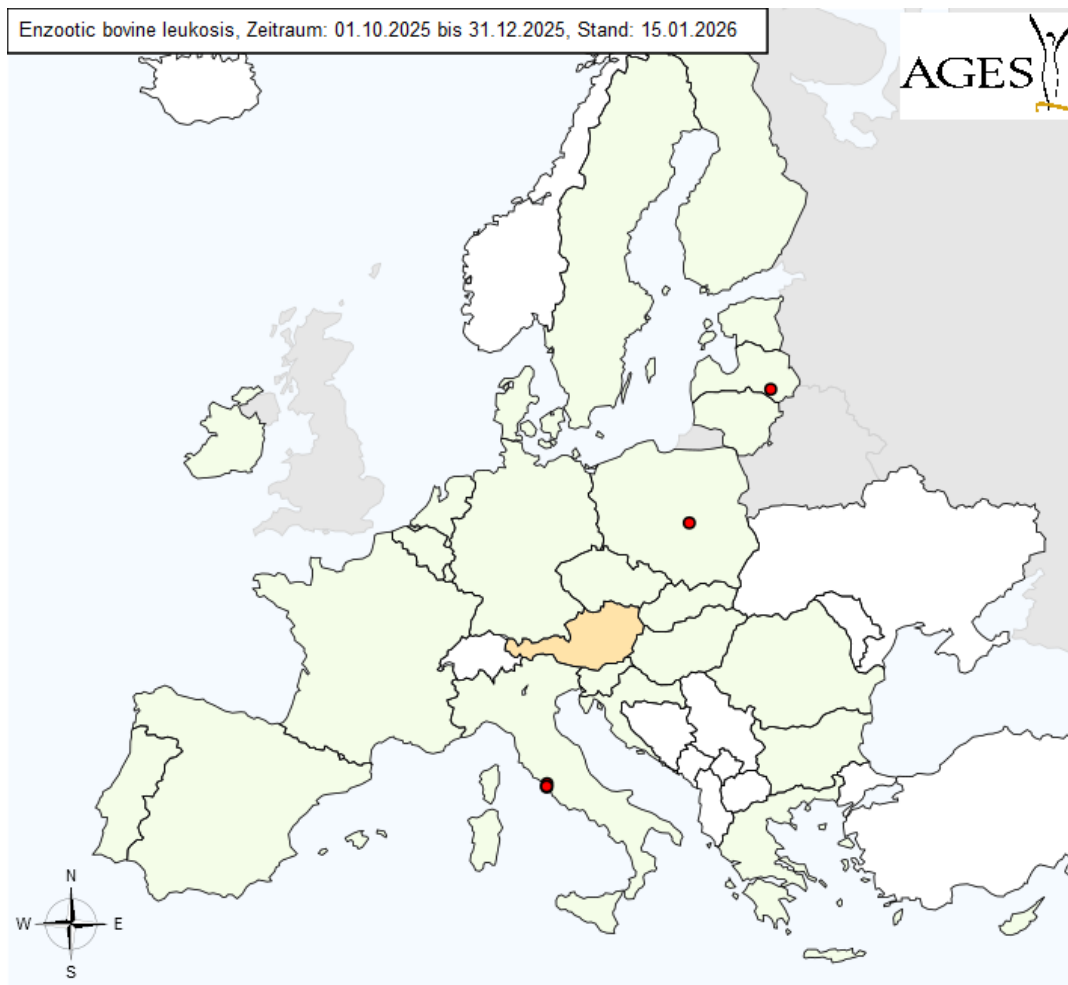 Enzootic bovine leukosis, Zeitraum: 01.10.2025 bis 31.12.2025, Stand: 15.01.2026
AGES
N
W E
S